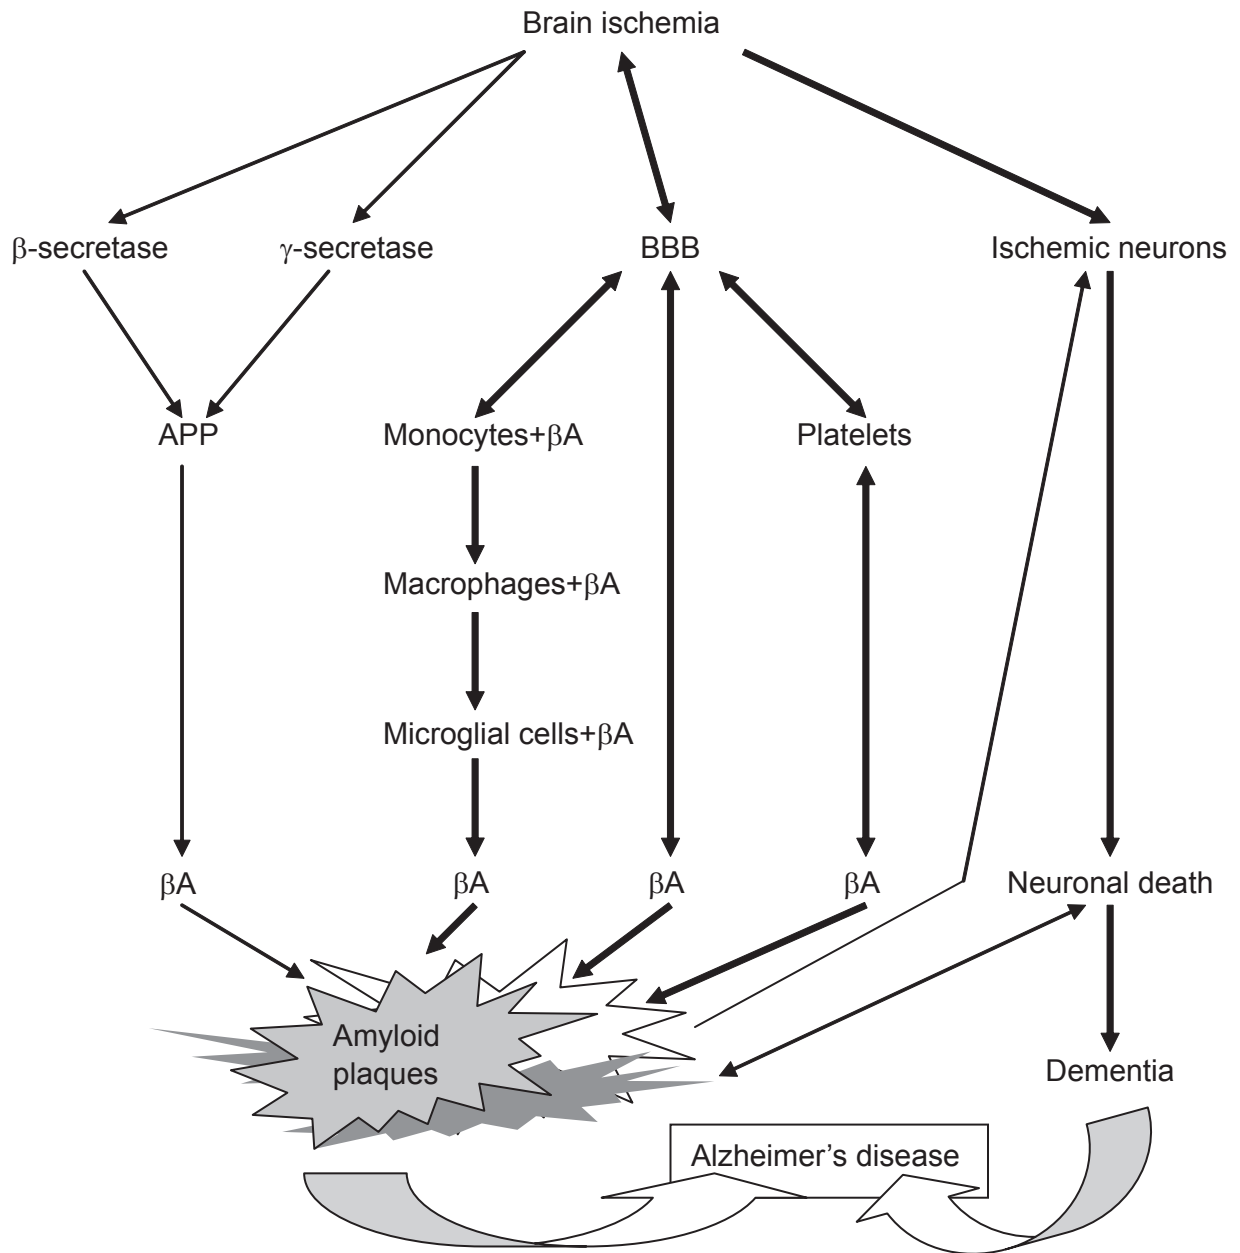 Brain ischemia
β-secretase
γ-secretase
BBB
Ischemic neurons
APP
Monocytes+βA
Platelets
Macrophages+βA
Microglial cells+βA
βA
βA
βA
βA
Neuronal death
Amyloid
plaques
Dementia
Alzheimer’s disease